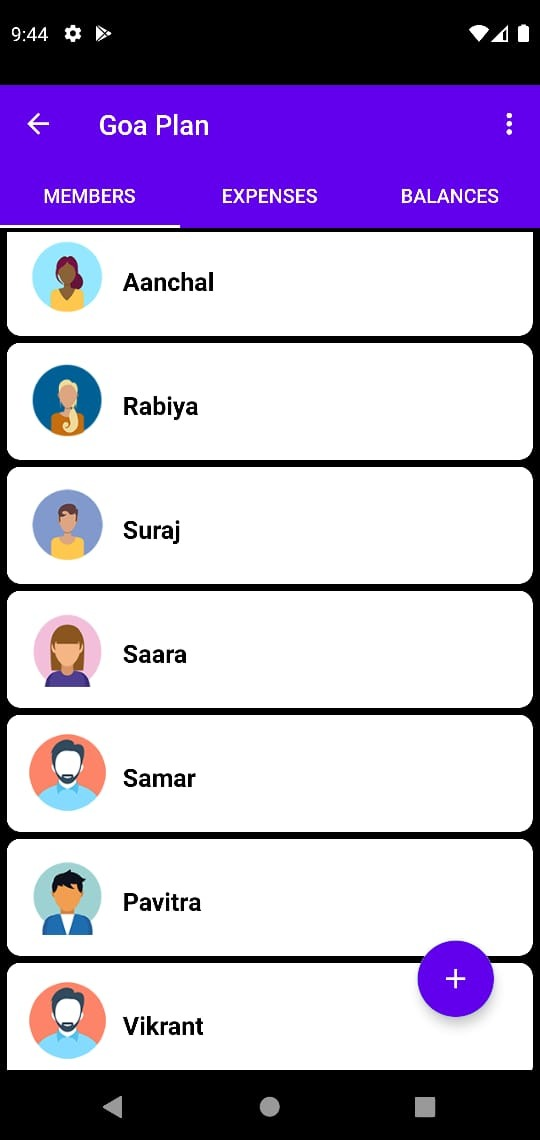 9:44
Goa Plan
MEMBERS EXPENSES BALANCES
Aanchal
Rabiya
Suraj
Saara
Samar
Pavitra
Vikrant